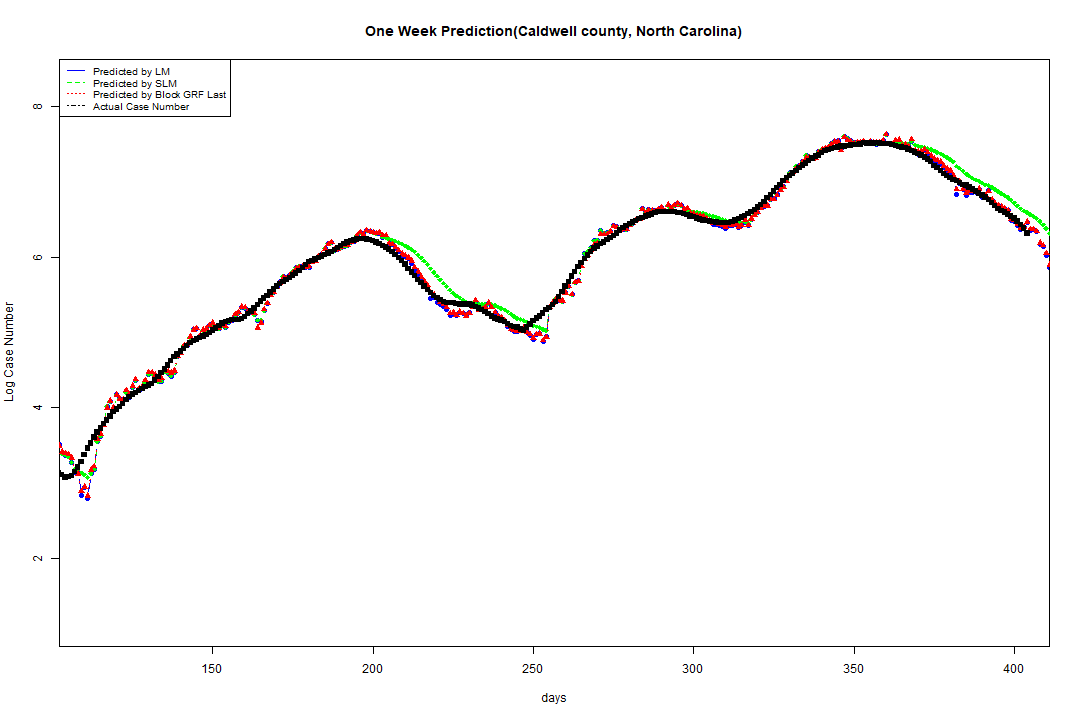 One Week Prediction(Caldwell county, North Carolina)
Predicted by LM
Predicted by SLM
Predicted by Block GRF Last
Actual Case Number
8
6
4
2
Log Case Number
150 200 250 300 350 400
days